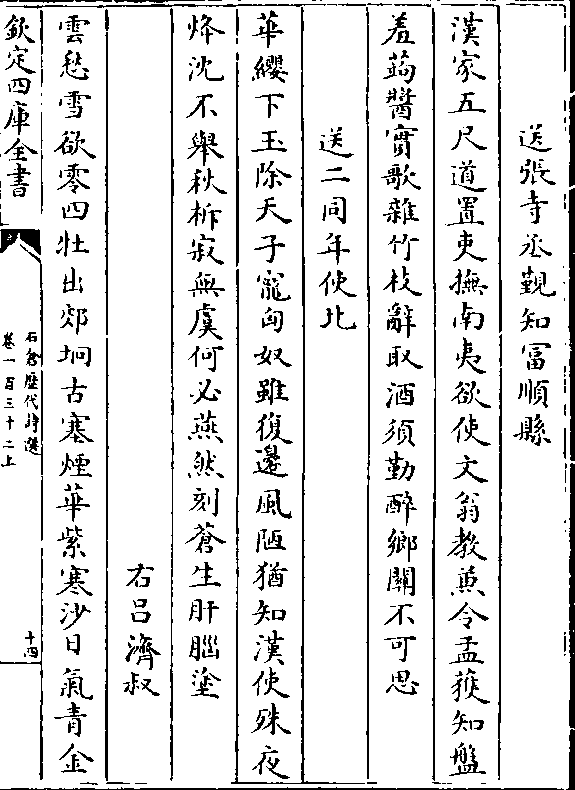 送張寺丞覲知富順縣
漢家五尺道置吏撫南夷欲使文翁教兼令孟獲知盤
羞蒟醬實歌雜竹枝辭取酒須勤醉鄉關不可思
送二同年使北
華纓下玉除天子寵匈奴雖復邊風陋猶知漢使殊夜
烽沈不舉秋柝寂無虞何必燕然刻蒼生肝腦塗
右呂濟叔
雲愁雪欲零四牡出郊坰古塞煙華紫寒沙日氣青金
欽定四庫全書
石倉歷代詩選
卷一百三十二上
十四